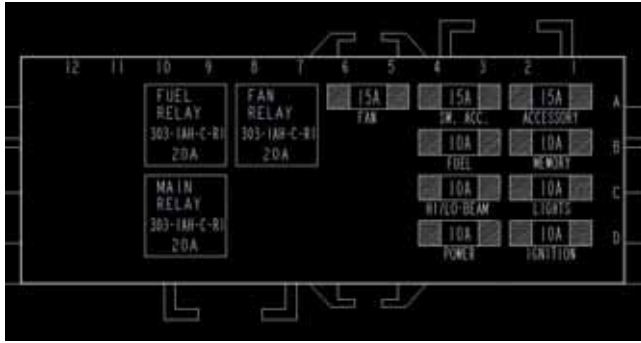 12 11 10 9 8 7 6 5 4 3 2 1
FUEL RELAY 303-1AH-C-R1 20A
FAN RELAY 303-1AH-C-R1 20A
15A FAN
15A SW. ACC.
15A ACCESSORY
A
10A FUEL
10A MEMORY
B
MAIN RELAY 303-1AH-C-R1 20A
10A HI/LO-BEAM
10A LIGHTS
C
10A POWER
10A IGNITION
D